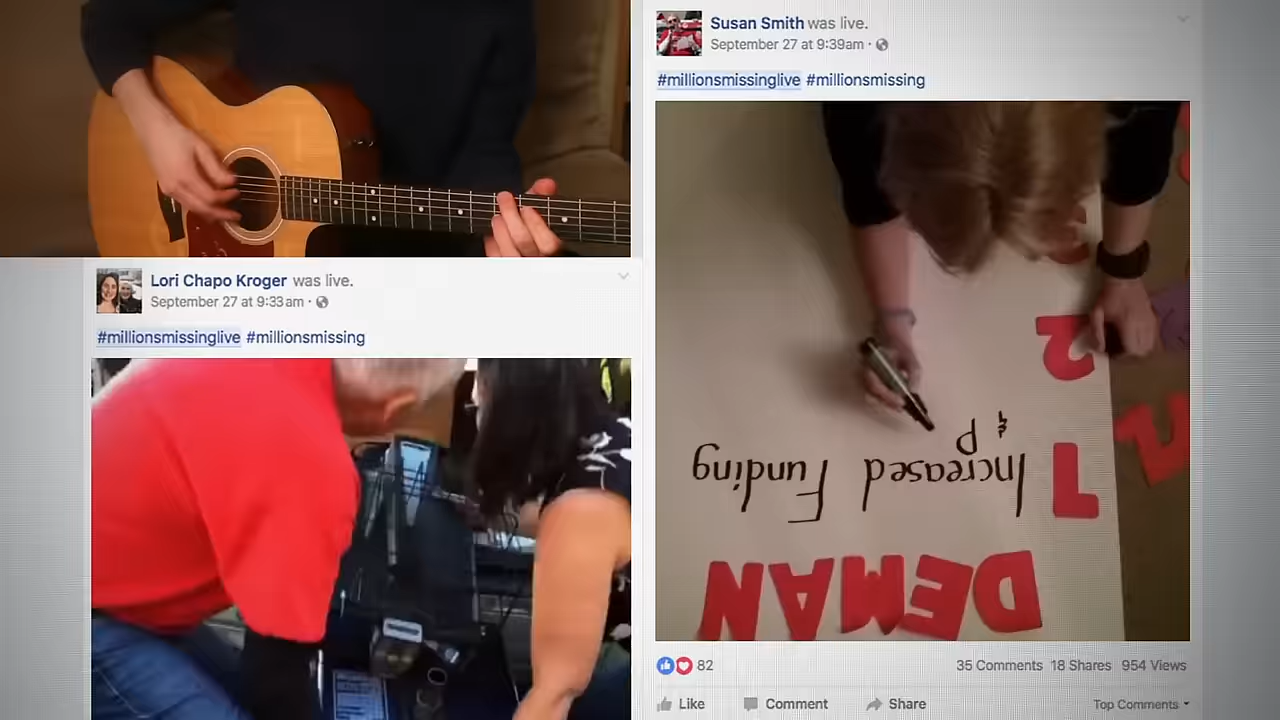 Susan Smith was live.
September 27 at 9:39am ·
#millionsmissinglive #millionsmissing
Lori Chapo Kroger was live.
September 27 at 9:33am ·
#millionsmissinglive #millionsmissing
DEMAN
1 Increased Funding
& p
2
82
35 Comments 18 Shares 954 Views
Like Comment Share Top Comments